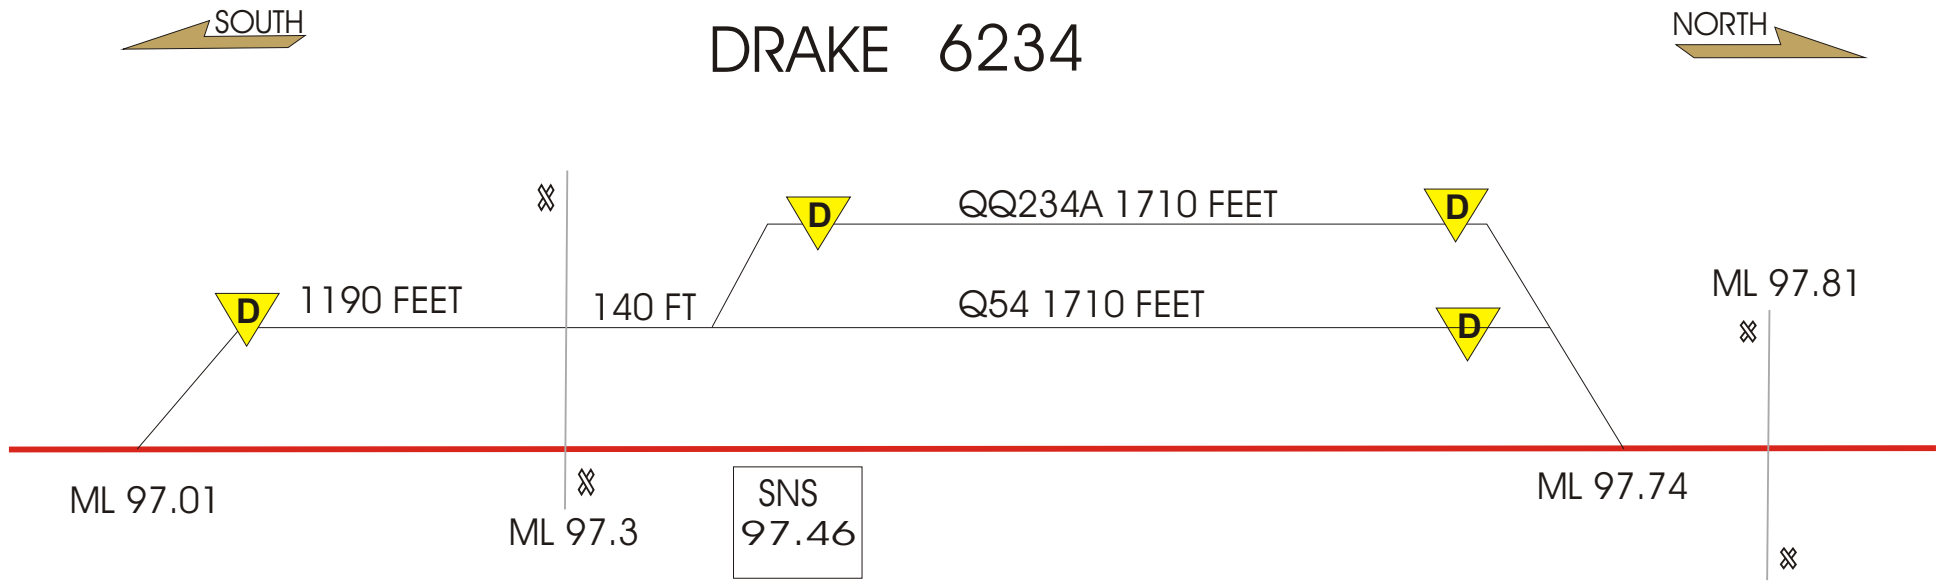 SOUTH
DRAKE 6234
NORTH
D
QQ234A 1710 FEET
D
D
1190 FEET
140 FT
Q54 1710 FEET
D
ML 97.81
ML 97.01
ML 97.3
SNS
97.46
ML 97.74